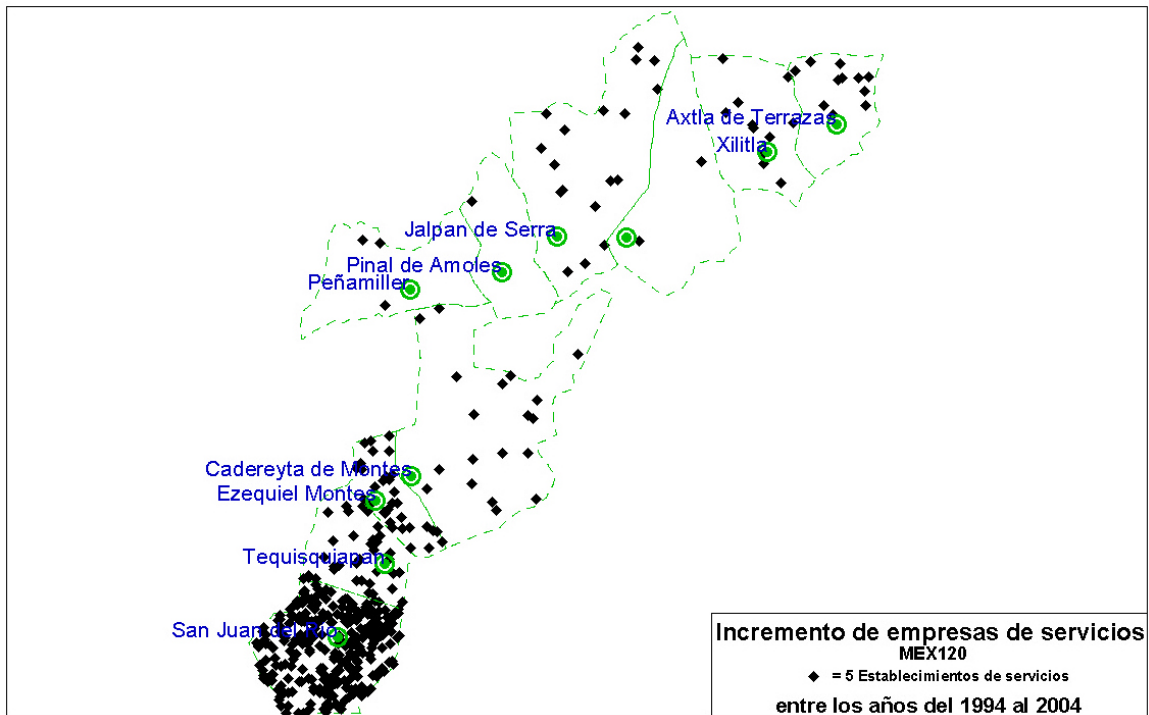 Axtla de Terrazas
Xilitla
Jalpan de Serra
Pinal de Amoles
Peñamiller
Cadereyta de Montes
Ezequiel Montes
Tequisquiapan
San Juan del Rio
Incremento de empresas de servicios
MEX120
= 5 Establecimientos de servicios
entre los años del 1994 al 2004